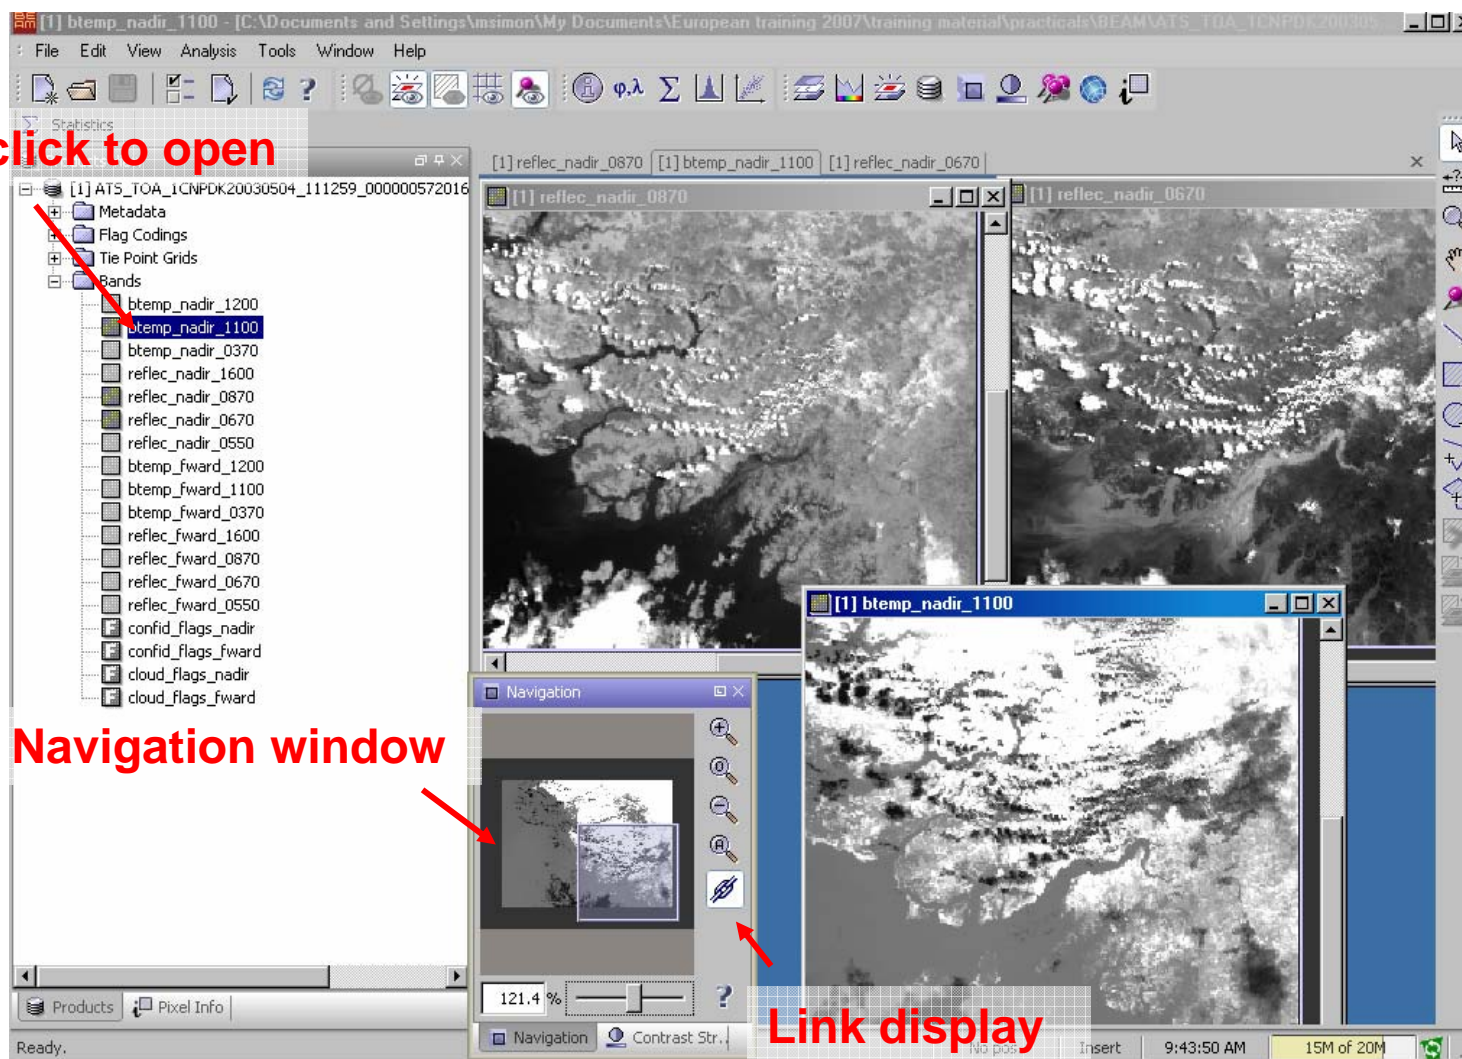 [1] btemp_nadir_1100 - [C:\Documents and Settings\msimon\My Documents\European training 2007\training material\practicals\BEAM\ATS_TOA_1CNPDK200305
File Edit View Analysis Tools Window Help
Statistics
click to open
[1] reflec_nadir_0870 [1] btemp_nadir_1100 [1] reflec_nadir_0670
[1] ATS_TOA_1CNPDK20030504_111259_000000572016
Metadata
Flag Codings
Tie Point Grids
Bands
btemp_nadir_1200
btemp_nadir_1100
btemp_nadir_0370
reflec_nadir_1600
reflec_nadir_0870
reflec_nadir_0670
reflec_nadir_0550
btemp_fward_1200
btemp_fward_1100
btemp_fward_0370
reflec_fward_1600
reflec_fward_0870
reflec_fward_0670
reflec_fward_0550
confid_flags_nadir
confid_flags_fward
cloud_flags_nadir
cloud_flags_fward
[1] reflec_nadir_0870
[1] reflec_nadir_0670
[1] btemp_nadir_1100
Navigation window
Navigation
121.4 %
Navigation Contrast Str..
Link display
Products Pixel Info
Ready.
No pos. Insert 9:43:50 AM 15M of 20M